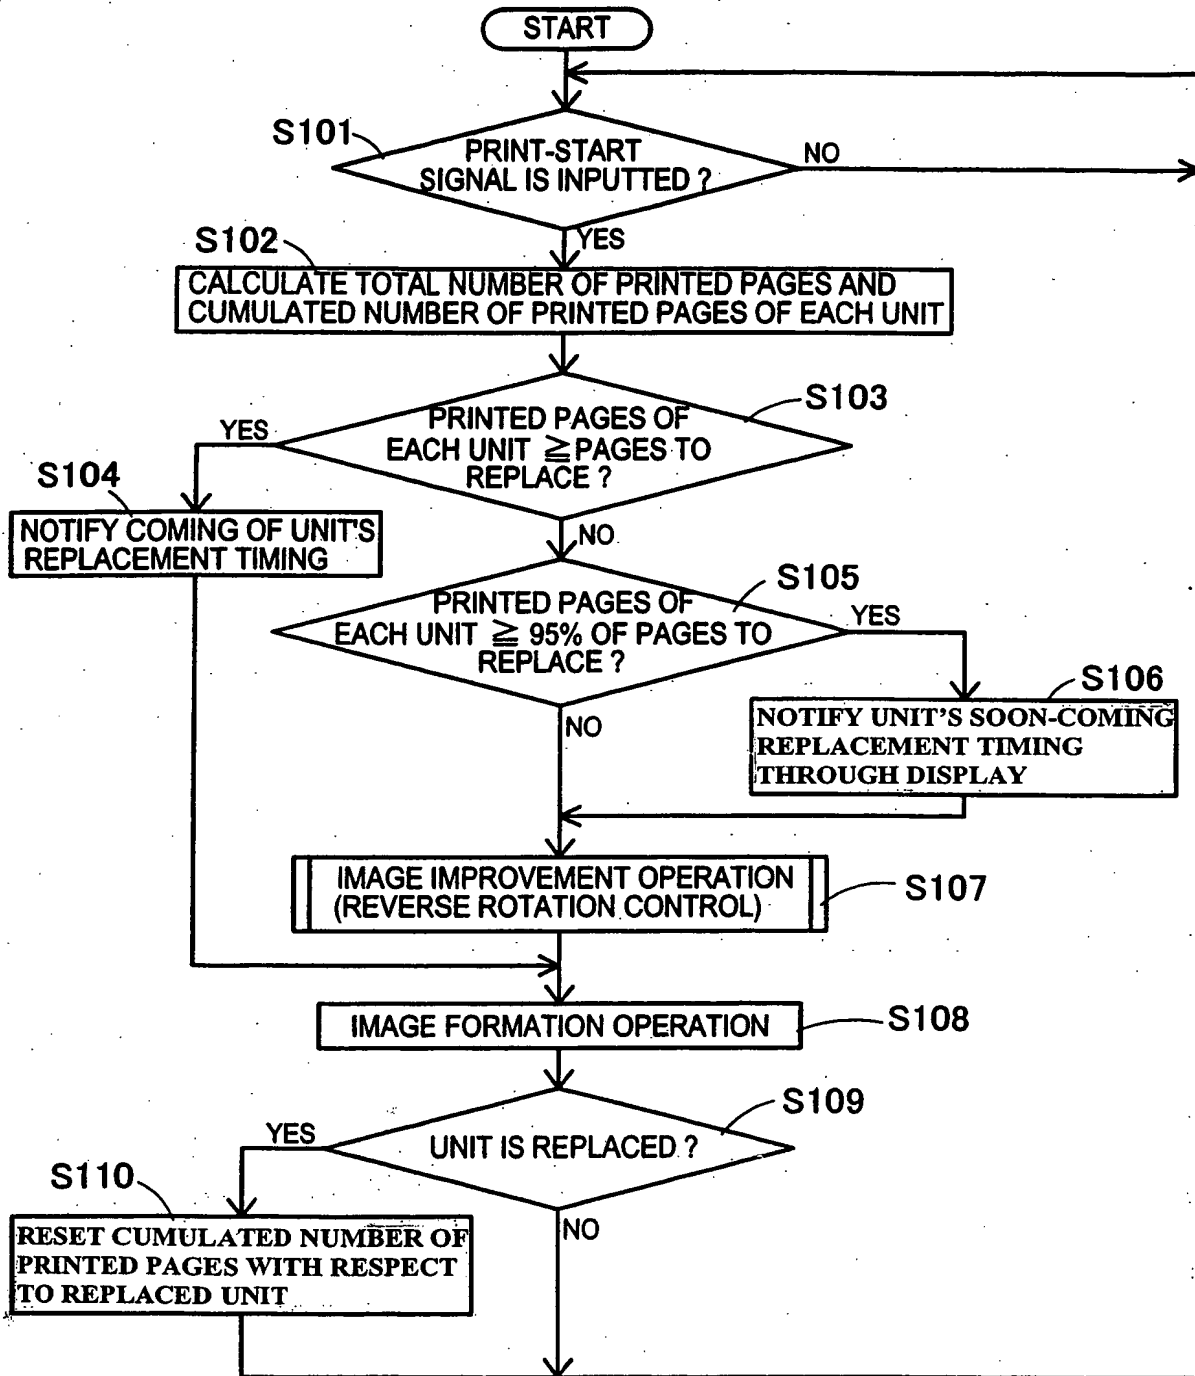 START
S101
PRINT-START
SIGNAL IS INPUTTED ?
NO
YES
S102
CALCULATE TOTAL NUMBER OF PRINTED PAGES AND
CUMULATED NUMBER OF PRINTED PAGES OF EACH UNIT
S103
PRINTED PAGES OF
EACH UNIT ≧ PAGES TO
REPLACE ?
YES
NO
S104
NOTIFY COMING OF UNIT'S
REPLACEMENT TIMING
S105
PRINTED PAGES OF
EACH UNIT ≧ 95% OF PAGES TO
REPLACE ?
YES
NO
S106
NOTIFY UNIT'S SOON-COMING
REPLACEMENT TIMING
THROUGH DISPLAY
IMAGE IMPROVEMENT OPERATION
(REVERSE ROTATION CONTROL)
S107
IMAGE FORMATION OPERATION
S108
S109
UNIT IS REPLACED ?
YES
NO
S110
RESET CUMULATED NUMBER OF
PRINTED PAGES WITH RESPECT
TO REPLACED UNIT